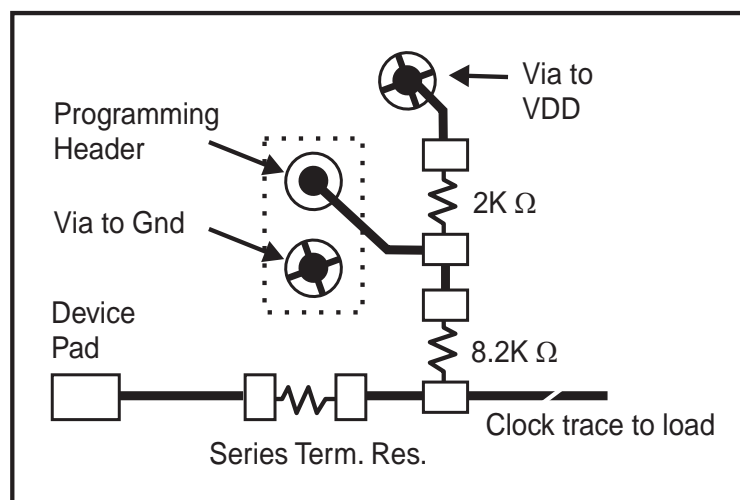 Via to
VDD
Programming
Header
2K Ω
Via to Gnd
Device
Pad
8.2K Ω
Clock trace to load
Series Term. Res.